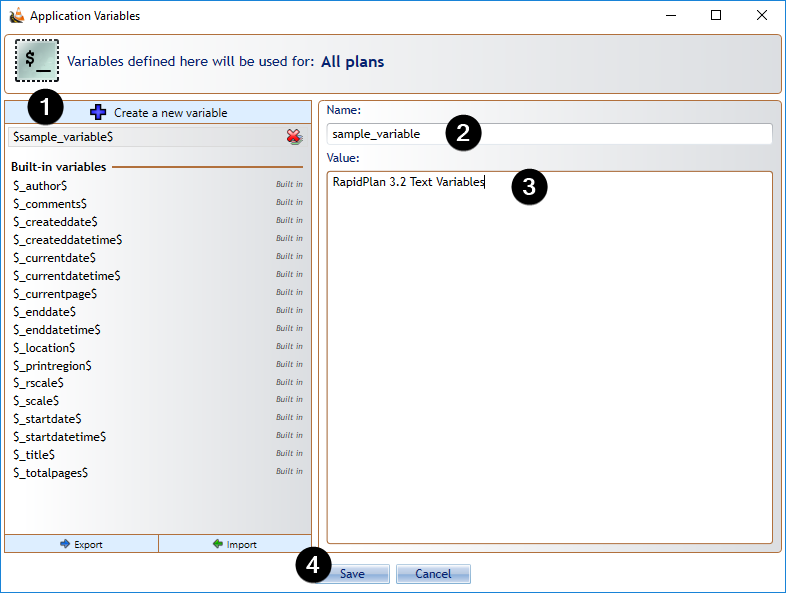 Application Variables
$_ Variables defined here will be used for: All plans
1 Create a new variable
$sample_variable$
Built-in variables
$_author$ Built in
$_comments$ Built in
$_createddate$ Built in
$_createddatetime$ Built in
$_currentdate$ Built in
$_currentdatetime$ Built in
$_currentpage$ Built in
$_enddate$ Built in
$_enddatetime$ Built in
$_location$ Built in
$_printregion$ Built in
$_rscale$ Built in
$_scale$ Built in
$_startdate$ Built in
$_startdatetime$ Built in
$_title$ Built in
$_totalpages$ Built in
Export Import
Name:
sample_variable 2
Value:
RapidPlan 3.2 Text Variables 3
4 Save Cancel